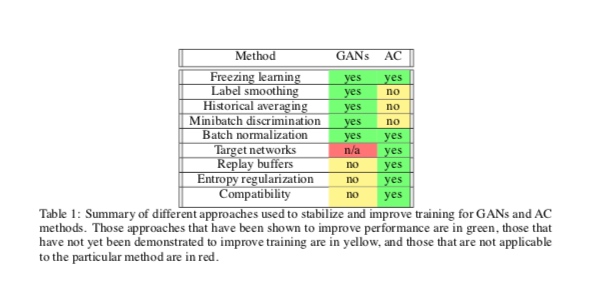 Method GANs AC
Freezing learning yes yes
Label smoothing yes no
Historical averaging yes no
Minibatch discrimination yes no
Batch normalization yes yes
Target networks n/a yes
Replay buffers no yes
Entropy regularization no yes
Compatibility no yes
Table 1: Summary of different approaches used to stabilize and improve training for GANs and AC
methods. Those approaches that have been shown to improve performance are in green, those that
have not yet been demonstrated to improve training are in yellow, and those that are not applicable
to the particular method are in red.